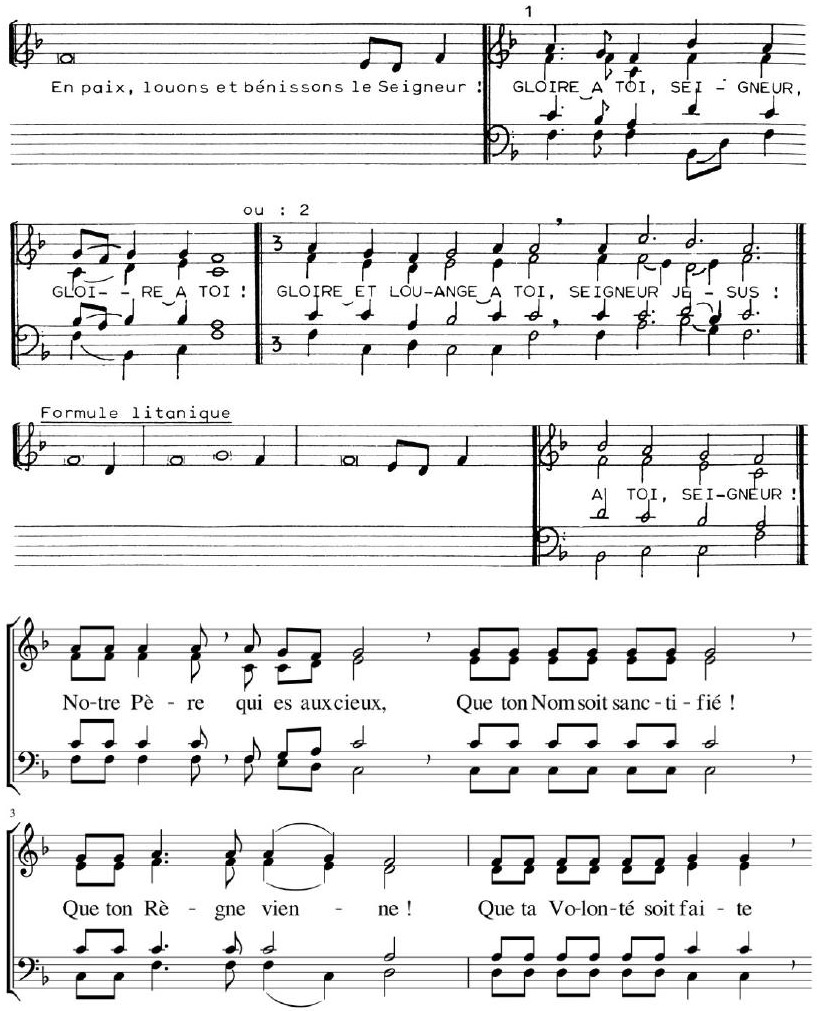 1
En paix, louons et bénissons le Seigneur ! GLOIRE A TOI, SEI - GNEUR,
ou : 2
3
GLOI- - RE A TOI ! GLOIRE ET LOU-ANGE A TOI, SEIGNEUR JE - SUS !
3
Formule litanique
A TOI, SEI-GNEUR !
No-tre Pè - re qui es aux cieux, Que ton Nom soit sanc - ti - fié !
3
Que ton Rè - gne vien - ne ! Que ta Vo-lon-té soit fai - te